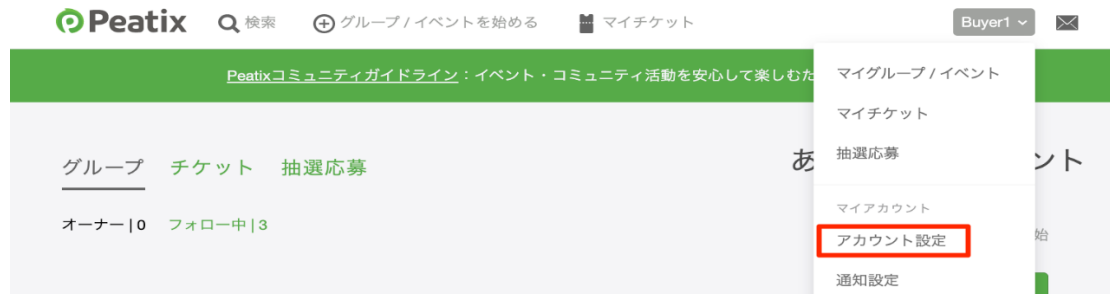 Peatix 検索 グループ / イベントを始める マイチケット Buyer1
Peatixコミュニティガイドライン：イベント・コミュニティ活動を安心して楽しむた
マイグループ / イベント
マイチケット
抽選応募
マイアカウント
アカウント設定
通知設定
グループ チケット 抽選応募
オーナー | 0 フォロー中 | 3
あ
ント
始